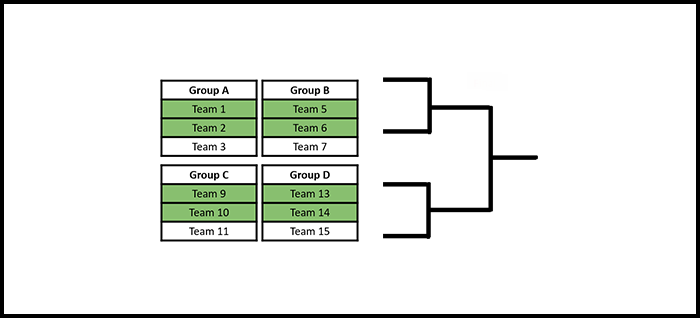 Group A
Team 1
Team 2
Team 3
Group B
Team 5
Team 6
Team 7
Group C
Team 9
Team 10
Team 11
Group D
Team 13
Team 14
Team 15